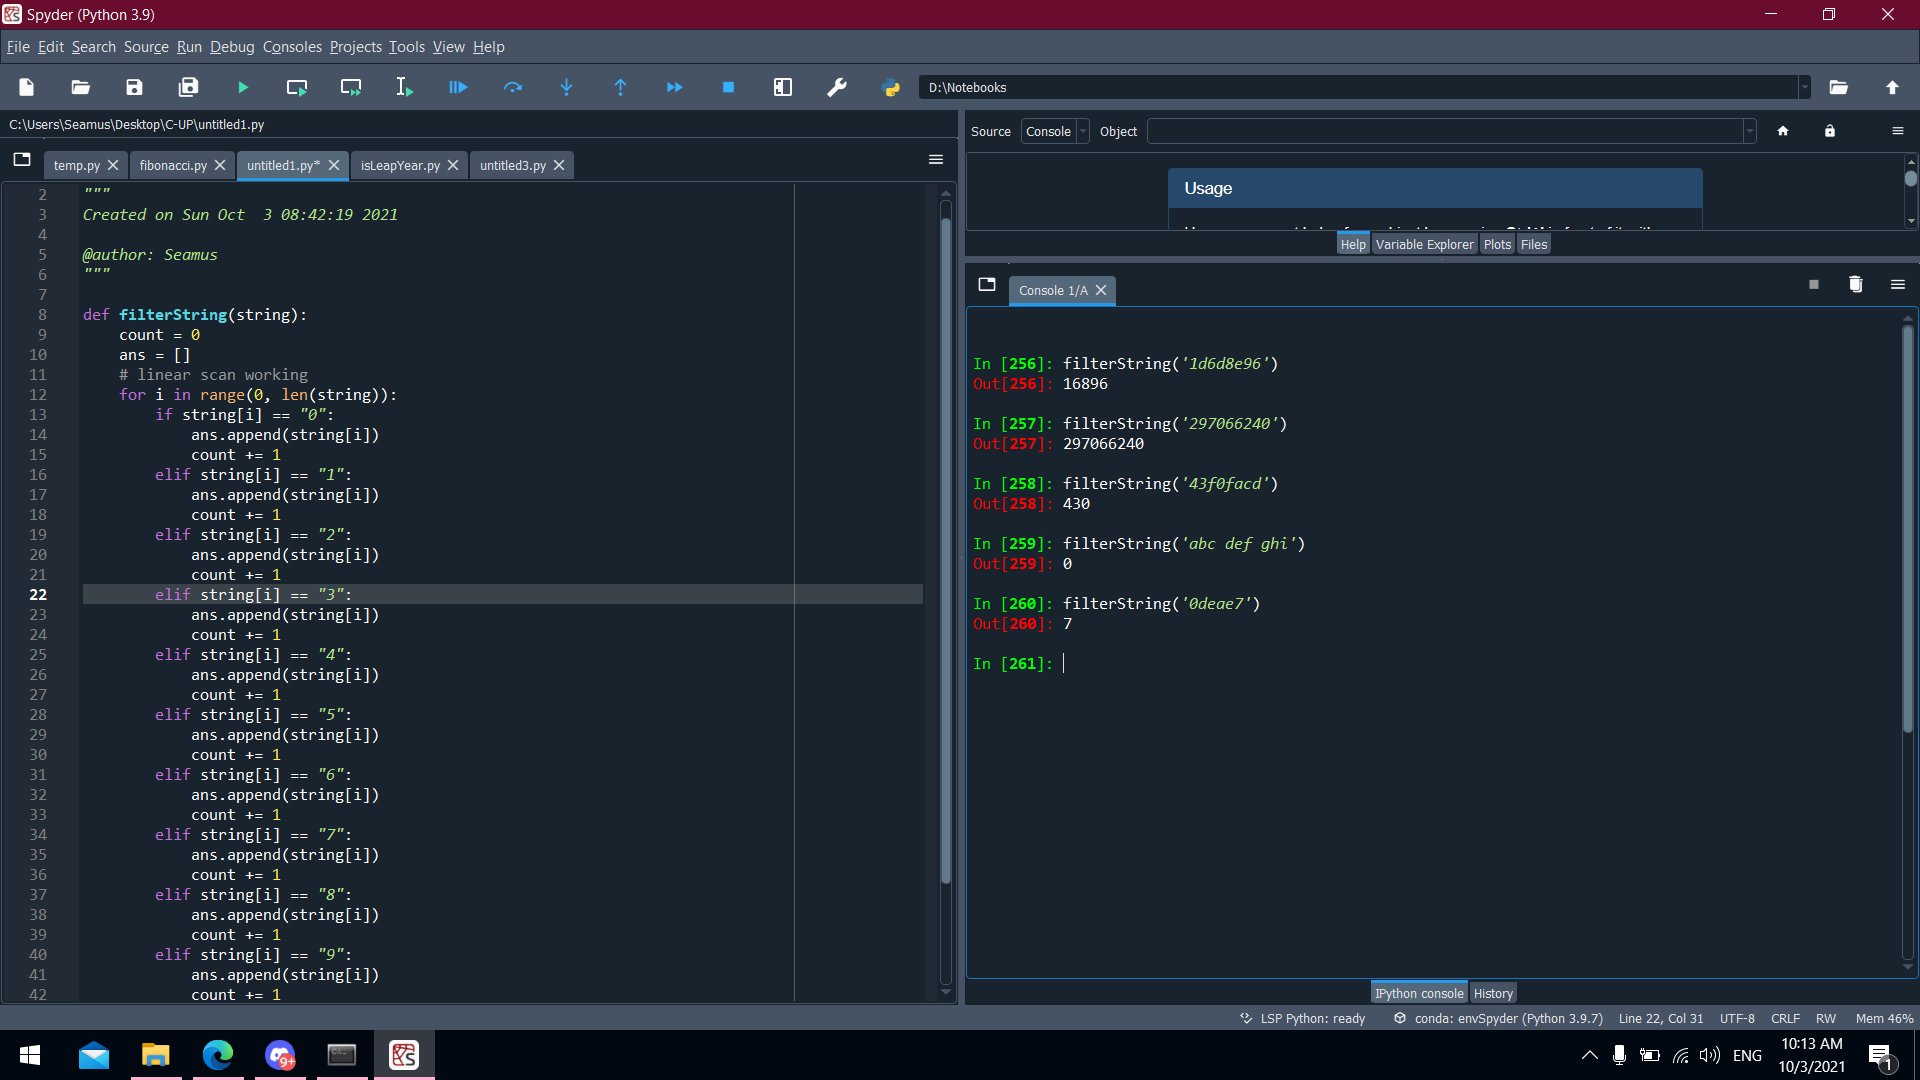 Spyder (Python 3.9)
File Edit Search Source Run Debug Consoles Projects Tools View Help
D:\Notebooks
C:\Users\Seamus\Desktop\C-UP\untitled1.py
temp.py fibonacci.py untitled1.py* isLeapYear.py untitled3.py
2 """
3 Created on Sun Oct  3 08:42:19 2021
4
5 @author: Seamus
6 """
7
8 def filterString(string):
9     count = 0
10     ans = []
11     # linear scan working
12     for i in range(0, len(string)):
13         if string[i] == "0":
14             ans.append(string[i])
15             count += 1
16         elif string[i] == "1":
17             ans.append(string[i])
18             count += 1
19         elif string[i] == "2":
20             ans.append(string[i])
21             count += 1
22         elif string[i] == "3":
23             ans.append(string[i])
24             count += 1
25         elif string[i] == "4":
26             ans.append(string[i])
27             count += 1
28         elif string[i] == "5":
29             ans.append(string[i])
30             count += 1
31         elif string[i] == "6":
32             ans.append(string[i])
33             count += 1
34         elif string[i] == "7":
35             ans.append(string[i])
36             count += 1
37         elif string[i] == "8":
38             ans.append(string[i])
39             count += 1
40         elif string[i] == "9":
41             ans.append(string[i])
42             count += 1
Source Console Object
Usage
Help Variable Explorer Plots Files
Console 1/A
In [256]: filterString('1d6d8e96')
Out[256]: 16896
In [257]: filterString('297066240')
Out[257]: 297066240
In [258]: filterString('43f0facd')
Out[258]: 430
In [259]: filterString('abc def ghi')
Out[259]: 0
In [260]: filterString('0deae7')
Out[260]: 7
In [261]:
IPython console History
LSP Python: ready conda: envSpyder (Python 3.9.7) Line 22, Col 31 UTF-8 CRLF RW Mem 46%
9+
ENG
10:13 AM
10/3/2021
1